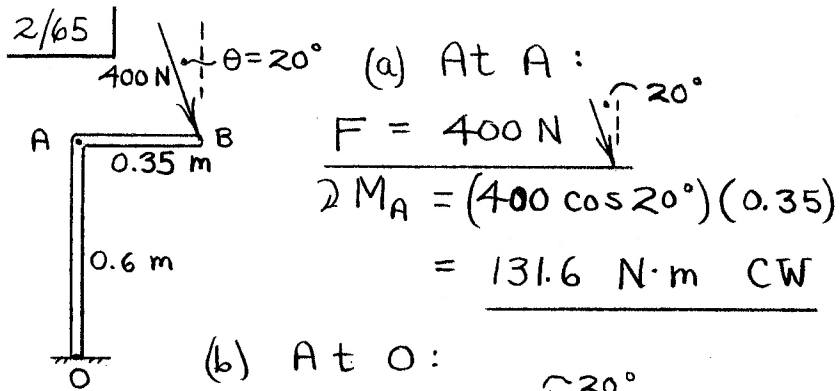 2/65
400 N
θ = 20°
A
B
0.35 m
0.6 m
O
(a) At A :
20°
F = 400 N
M_A = (400 cos 20°)(0.35)
= 131.6 N·m CW
(b) At O :
20°